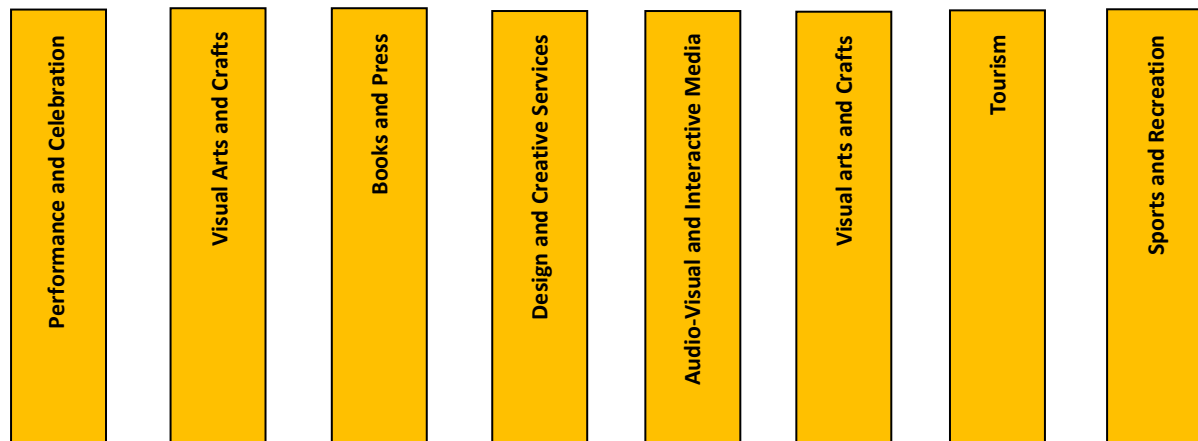 Performance and Celebration
Visual Arts and Crafts
Books and Press
Design and Creative Services
Audio-Visual and Interactive Media
Visual arts and Crafts
Tourism
Sports and Recreation